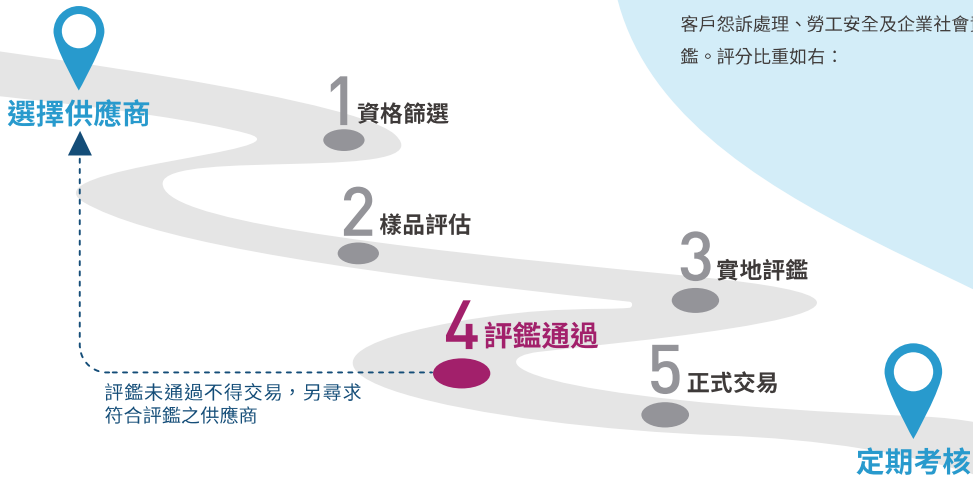 客戶怨訴處理、勞工安全及企業社會
鑑。評分比重如右：
選擇供應商
1 資格篩選
2 樣品評估
3 實地評鑑
4 評鑑通過
5 正式交易
評鑑未通過不得交易，另尋求
符合評鑑之供應商
定期考核